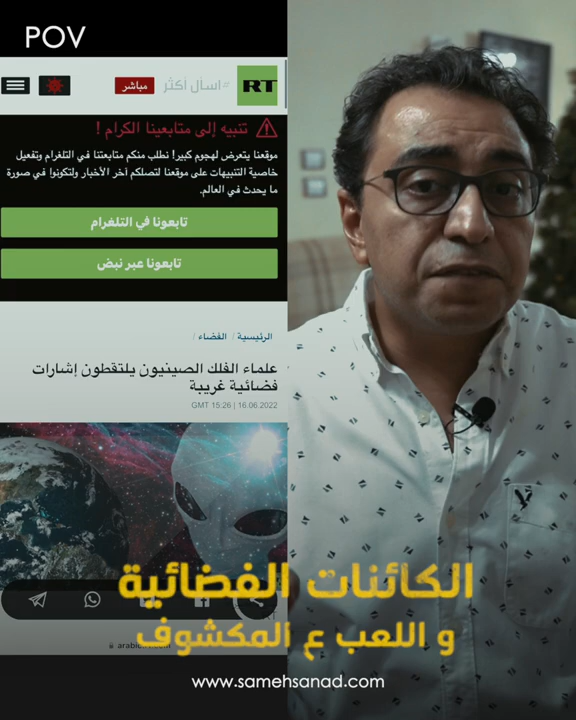 POV
مباشر
#اسأل أكثر
RT
تنبيه إلى متابعينا الكرام !
موقعنا يتعرض لهجوم كبير! نطلب منكم متابعتنا في التلغرام وتفعيل
خاصية التنبيهات على موقعنا لتصلكم آخر الأخبار ولتكونوا في صورة
ما يحدث في العالم.
تابعونا في التلغرام
تابعونا عبر نبض
الرئيسية / الفضاء /
علماء الفلك الصينيون يلتقطون إشارات
فضائية غريبة
16.06.2022 | 15:26 GMT
الكائنات الفضائية
و اللعب ع المكشوف
www.samehsanad.com